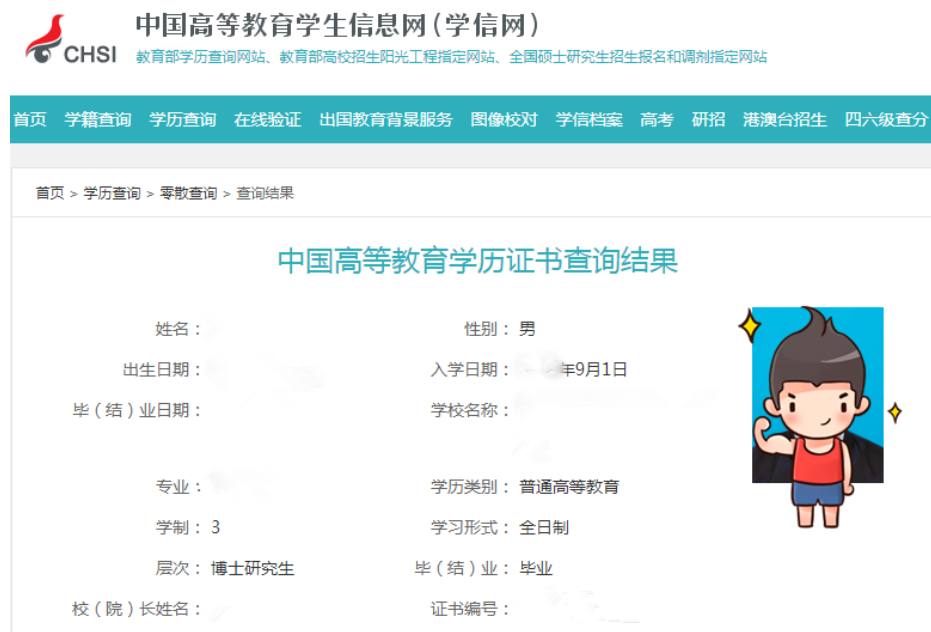 中国高等教育学生信息网(学信网)
CHSI 教育部学历查询网站、教育部高校招生阳光工程指定网站、全国硕士研究生招生报名和调剂指定网站
首页 学籍查询 学历查询 在线验证 出国教育背景服务 图像校对 学信档案 高考 研招 港澳台招生 四六级查分
首页 > 学历查询 > 零散查询 > 查询结果
中国高等教育学历证书查询结果
姓名： 性别： 男
出生日期： 入学日期： 年9月1日
毕（结）业日期： 学校名称：
专业： 学历类别： 普通高等教育
学制： 3 学习形式： 全日制
层次： 博士研究生 毕（结）业： 毕业
校（院）长姓名： 证书编号：